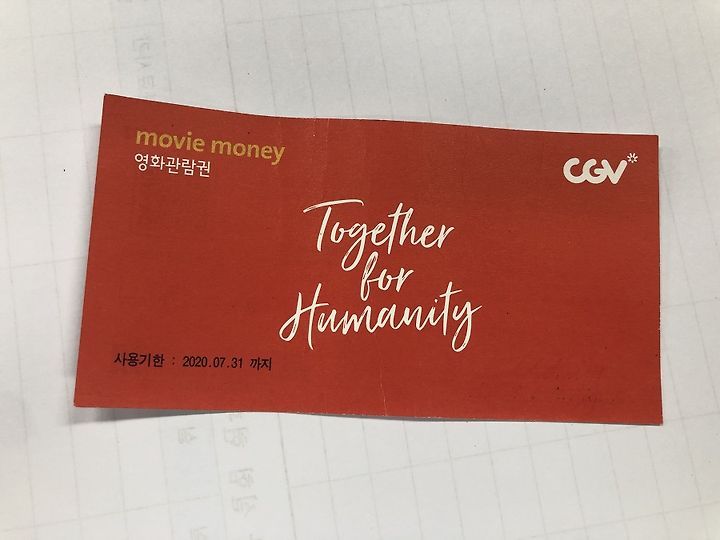 movie money
영화관람권
CGV
Together
for
Humanity
사용기한 : 2020.07.31 까지